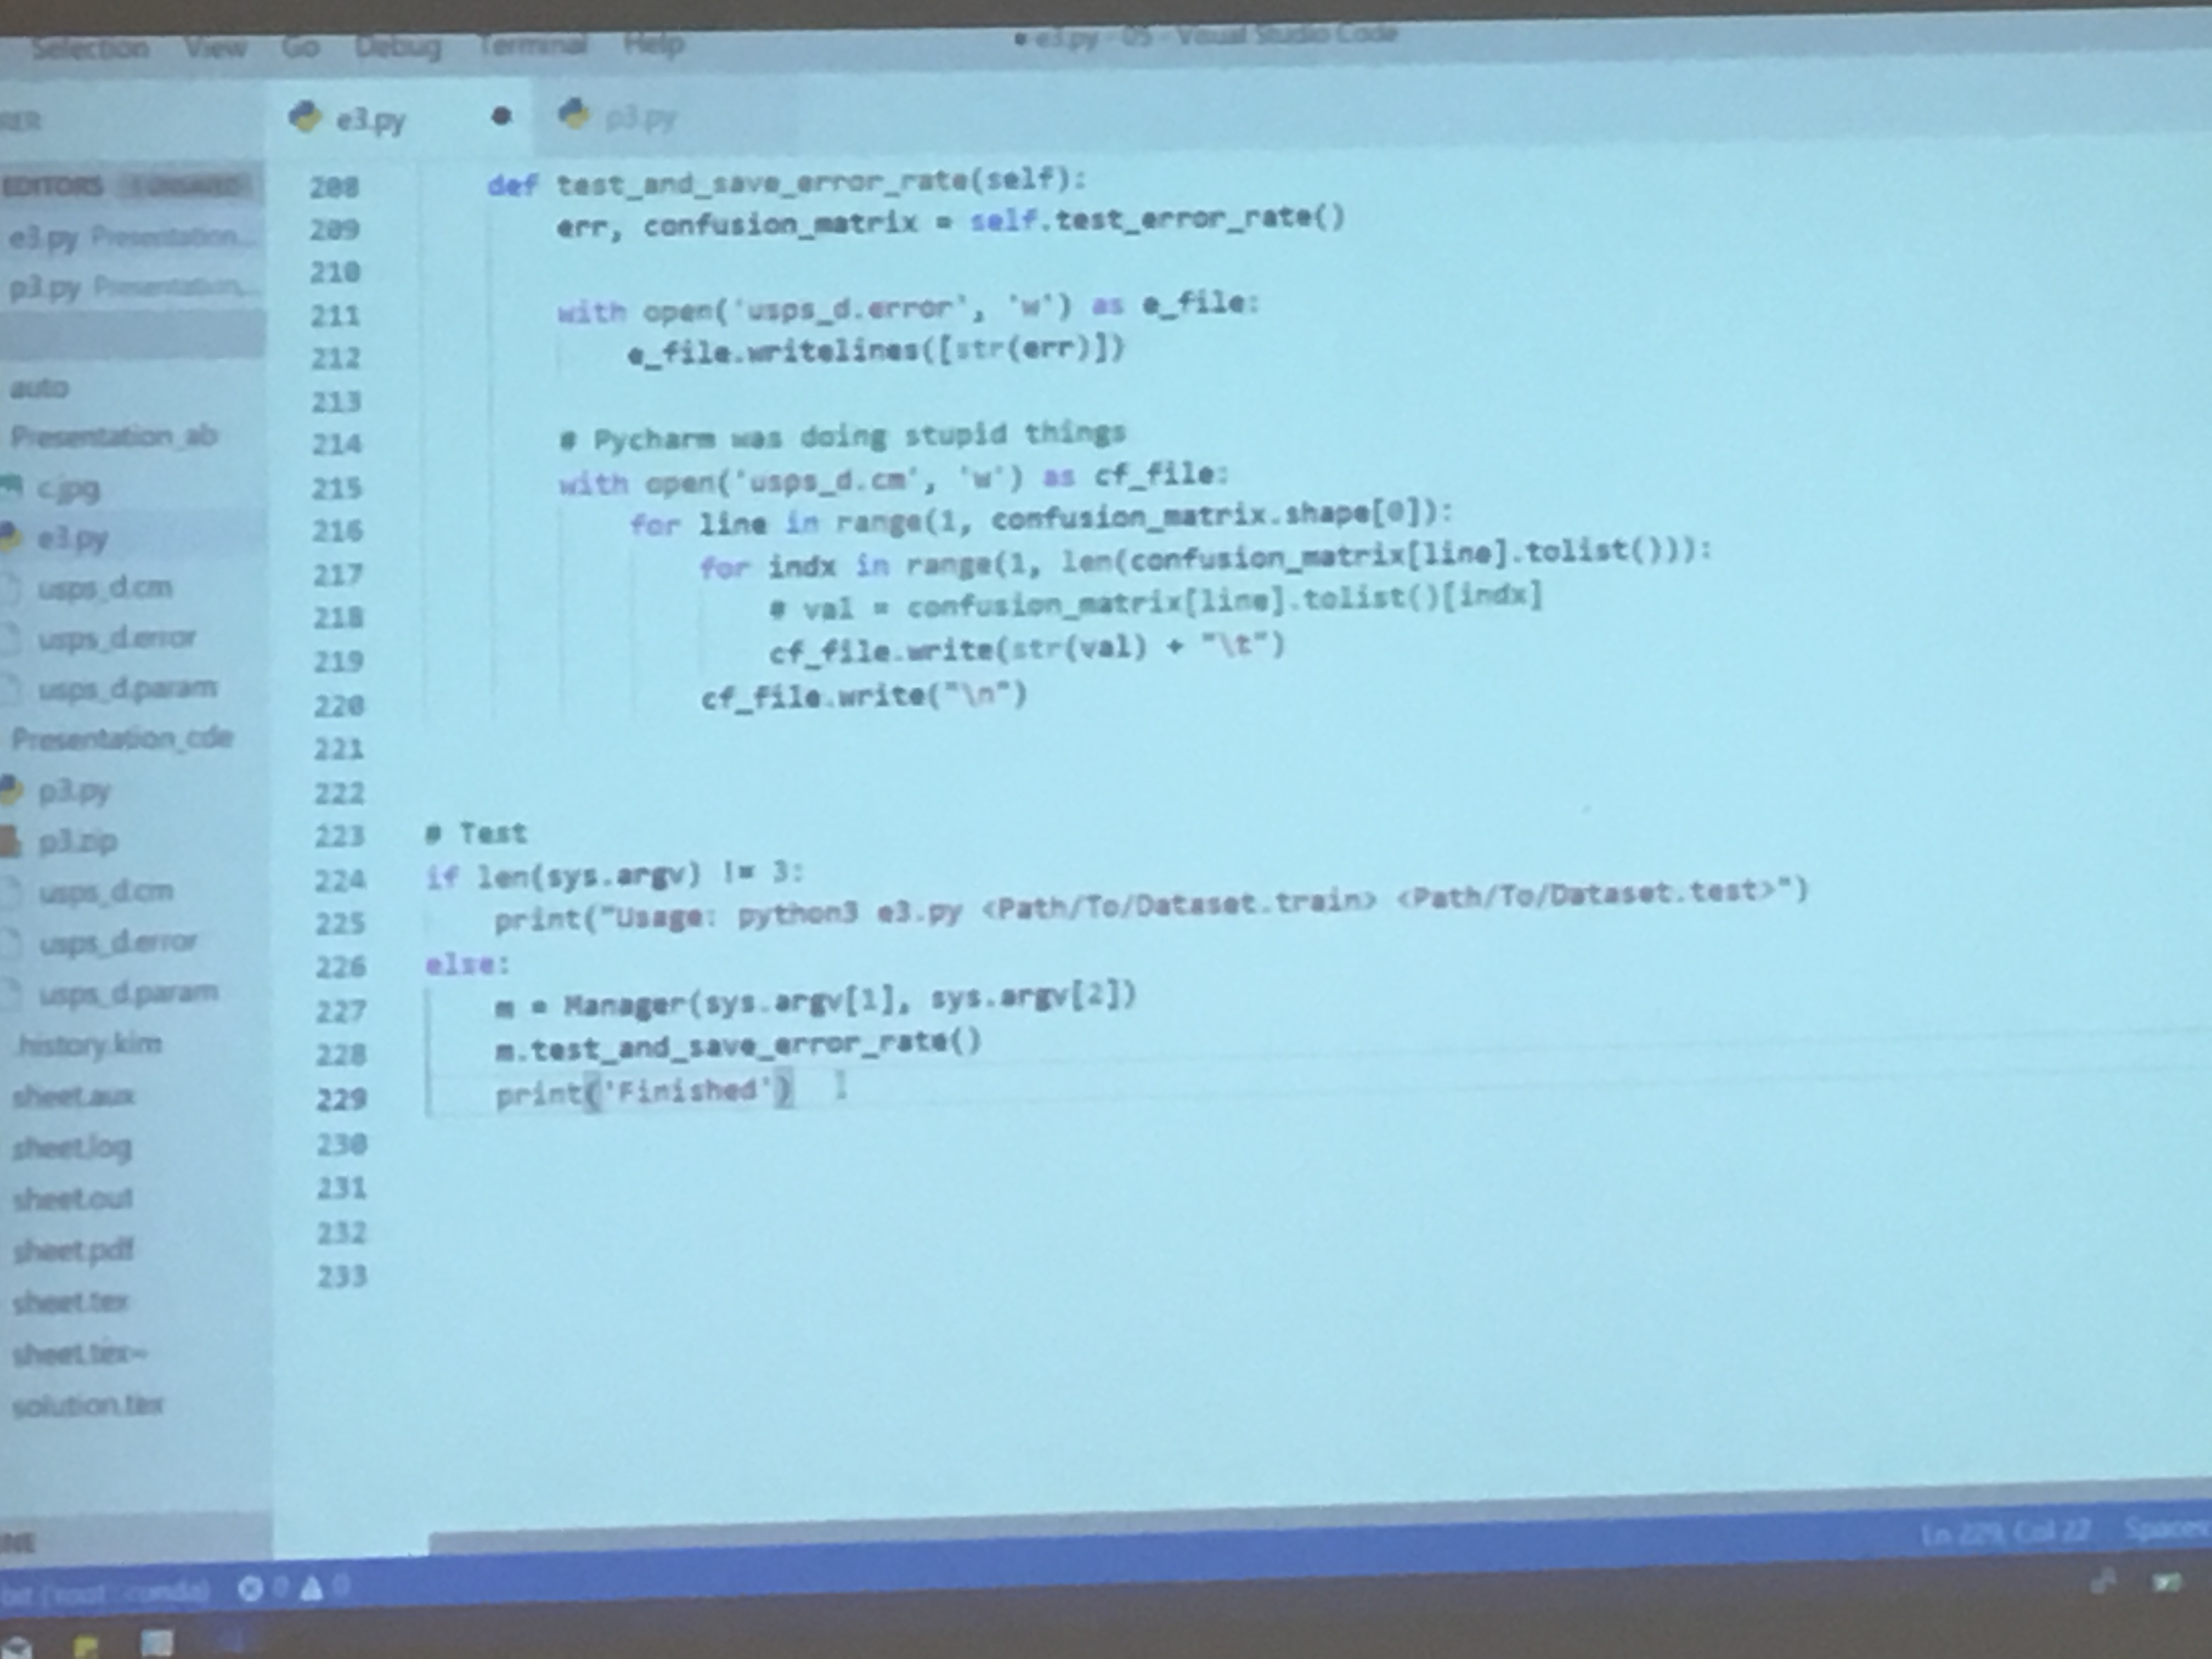 Selection View Go Debug Terminal Help
● e3.py - 05 - Visual Studio Code
e3.py ● p3.py
EDITORS 1 UNSAVED
e3.py Presentation...
p3.py Presentation...
auto
Presentation_ab
c.jpg
e3.py
usps_d.cm
usps_d.error
usps_d.param
Presentation_cde
p3.py
p3.zip
usps_d.cm
usps_d.error
usps_d.param
.history.kim
sheet.aux
sheet.log
sheet.out
sheet.pdf
sheet.tex
sheet.tex~
solution.tex
208 def test_and_save_error_rate(self):
209 err, confusion_matrix = self.test_error_rate()
210
211 with open('usps_d.error', 'w') as e_file:
212 e_file.writelines([str(err)])
213
214 # Pycharm was doing stupid things
215 with open('usps_d.cm', 'w') as cf_file:
216 for line in range(1, confusion_matrix.shape[0]):
217 for indx in range(1, len(confusion_matrix[line].tolist())):
218 # val = confusion_matrix[line].tolist()[indx]
219 cf_file.write(str(val) + "\t")
220 cf_file.write("\n")
221
222
223 # Test
224 if len(sys.argv) != 3:
225 print("Usage: python3 e3.py <Path/To/Dataset.train> <Path/To/Dataset.test>")
226 else:
227 m = Manager(sys.argv[1], sys.argv[2])
228 m.test_and_save_error_rate()
229 print('Finished')
230
231
232
233
0 0
Ln 229, Col 22